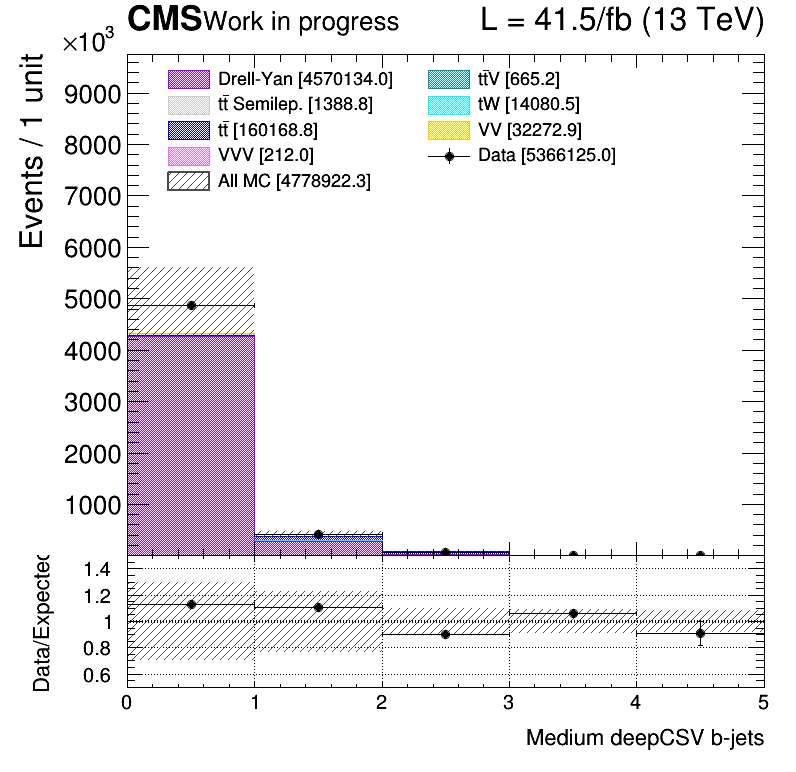 CMS Work in progress L = 41.5/fb (13 TeV)
×10³
Events / 1 unit
Drell-Yan [4570134.0]
tt̄ Semilep. [1388.8]
tt̄ [160168.8]
VVV [212.0]
All MC [4778922.3]
tt̄V [665.2]
tW [14080.5]
VV [32272.9]
Data [5366125.0]
9000
8000
7000
6000
5000
4000
3000
2000
1000
Data/Expected
1.4
1.2
1
0.8
0.6
0 1 2 3 4 5
Medium deepCSV b-jets